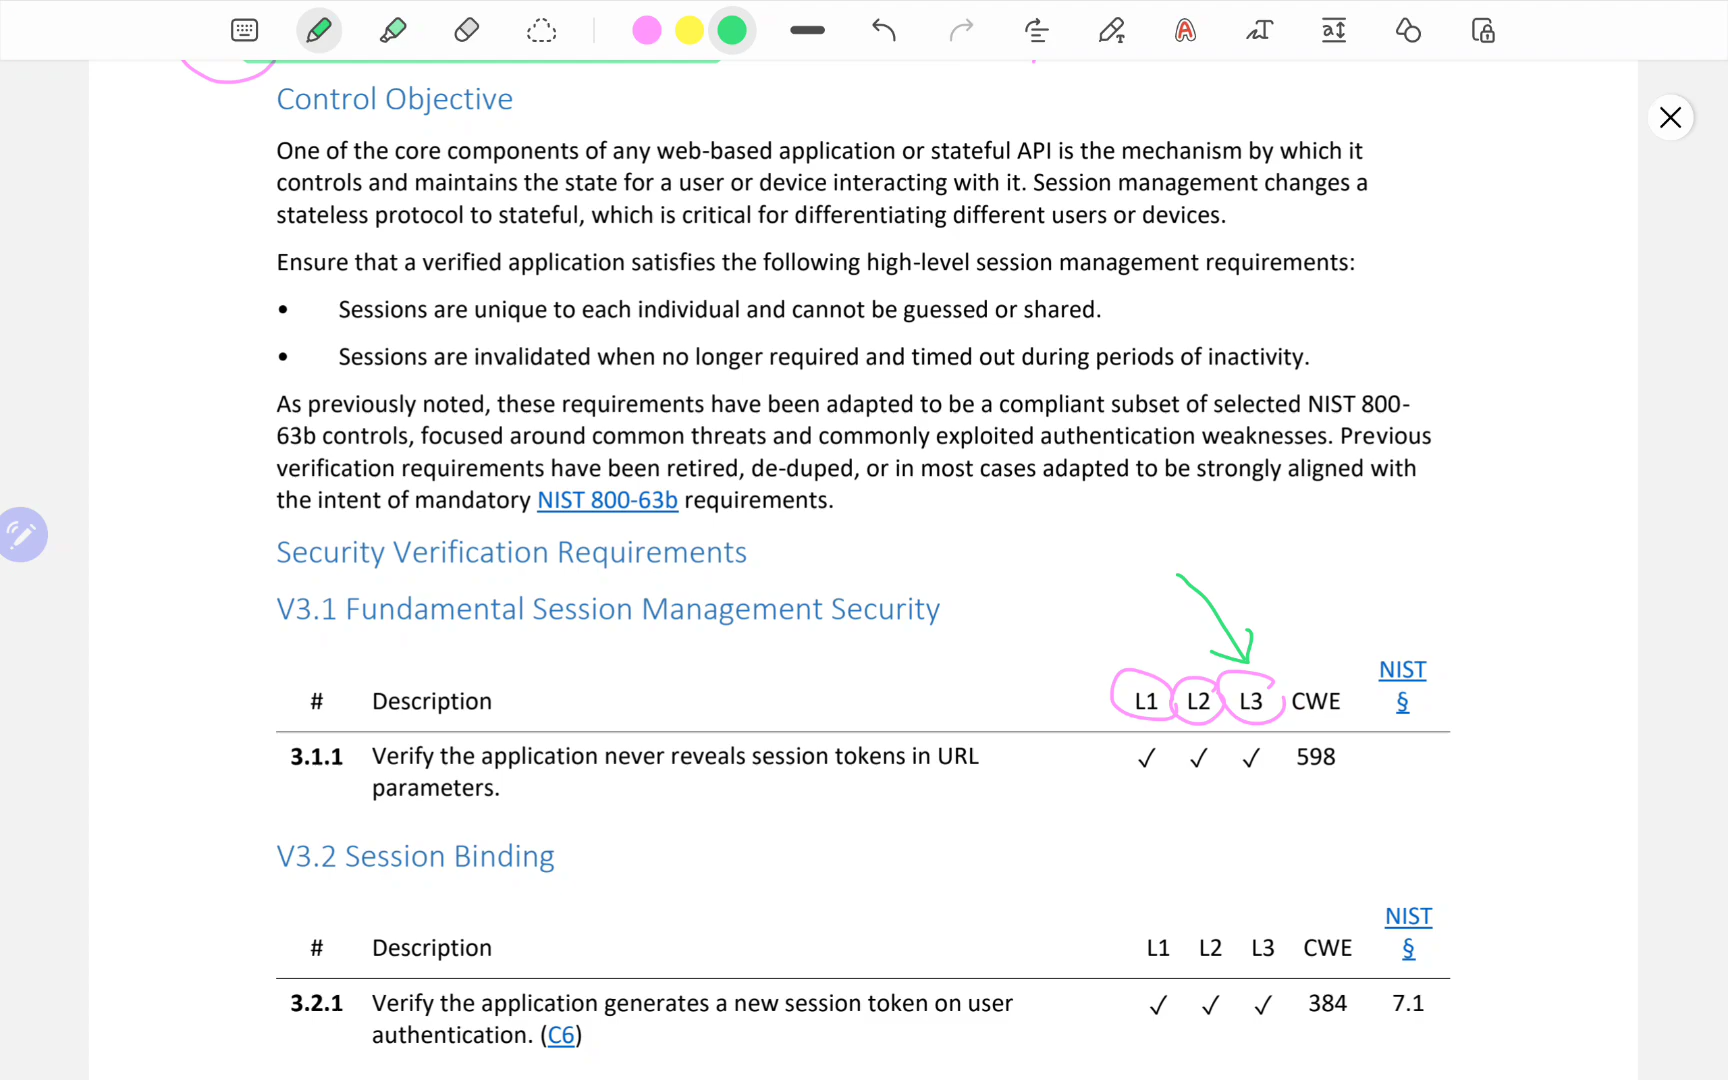 Control Objective
One of the core components of any web-based application or stateful API is the mechanism by which it
controls and maintains the state for a user or device interacting with it. Session management changes a
stateless protocol to stateful, which is critical for differentiating different users or devices.
Ensure that a verified application satisfies the following high-level session management requirements:
• Sessions are unique to each individual and cannot be guessed or shared.
• Sessions are invalidated when no longer required and timed out during periods of inactivity.
As previously noted, these requirements have been adapted to be a compliant subset of selected NIST 800-
63b controls, focused around common threats and commonly exploited authentication weaknesses. Previous
verification requirements have been retired, de-duped, or in most cases adapted to be strongly aligned with
the intent of mandatory NIST 800-63b requirements.
Security Verification Requirements
V3.1 Fundamental Session Management Security
# Description L1 L2 L3 CWE NIST §
3.1.1 Verify the application never reveals session tokens in URL ✓ ✓ ✓ 598
parameters.
V3.2 Session Binding
# Description L1 L2 L3 CWE NIST §
3.2.1 Verify the application generates a new session token on user ✓ ✓ ✓ 384 7.1
authentication. (C6)